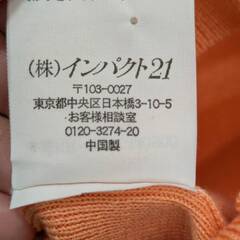 (株)インパクト21
〒103-0027
東京都中央区日本橋3-10-5
お客様相談室
0120-3274-20
中国製